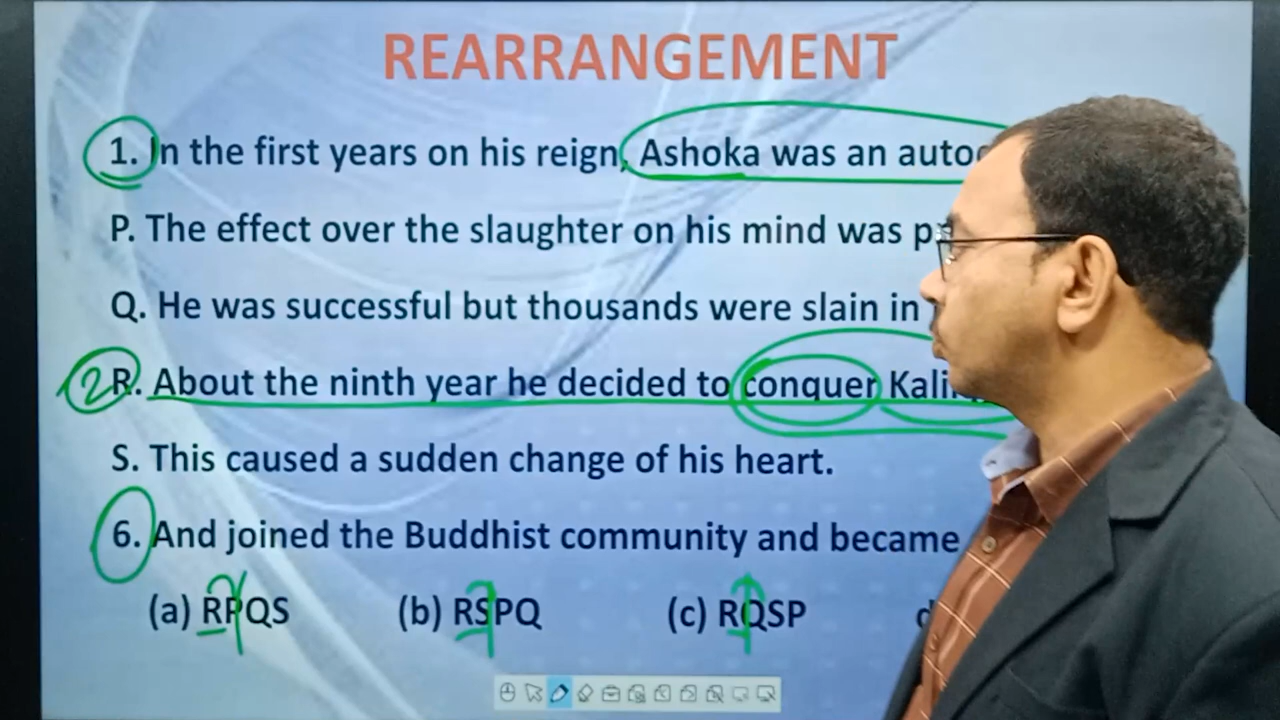 REARRANGEMENT
1. In the first years on his reign, Ashoka was an
P. The effect over the slaughter on his mind was
Q. He was successful but thousands were slain in
2 R. About the ninth year he decided to conquer
S. This caused a sudden change of his heart.
6. And joined the Buddhist community and became
(a) RPQS (b) RSPQ (c) RQSP